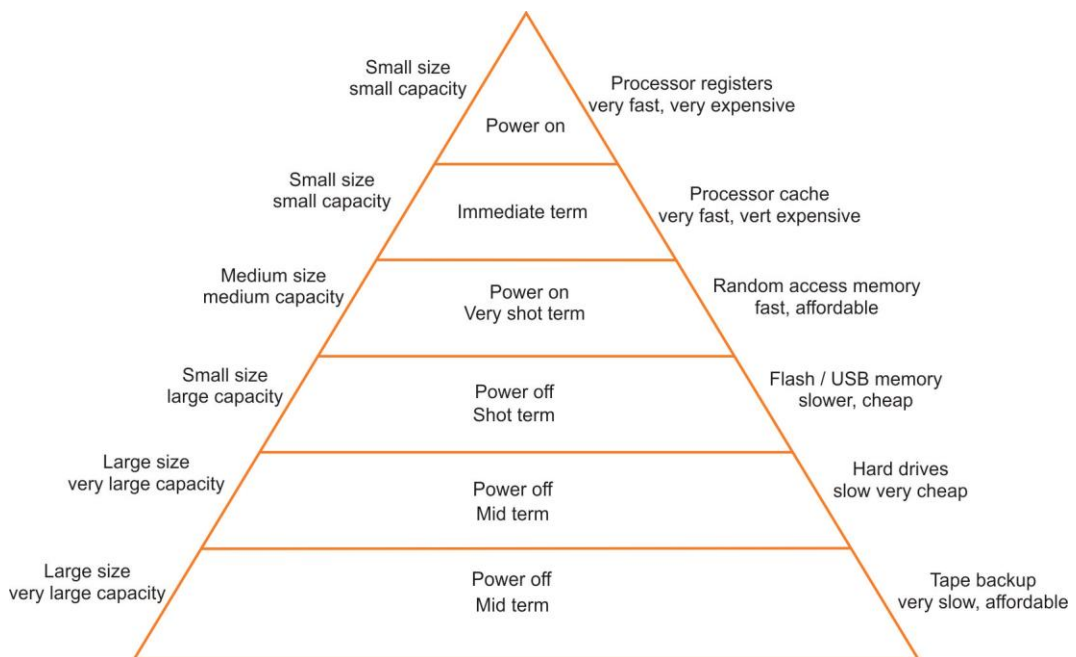 Small size
small capacity
Power on
Processor registers
very fast, very expensive
Small size
small capacity
Immediate term
Processor cache
very fast, vert expensive
Medium size
medium capacity
Power on
Very shot term
Random access memory
fast, affordable
Small size
large capacity
Power off
Shot term
Flash / USB memory
slower, cheap
Large size
very large capacity
Power off
Mid term
Hard drives
slow very cheap
Large size
very large capacity
Power off
Mid term
Tape backup
very slow, affordable